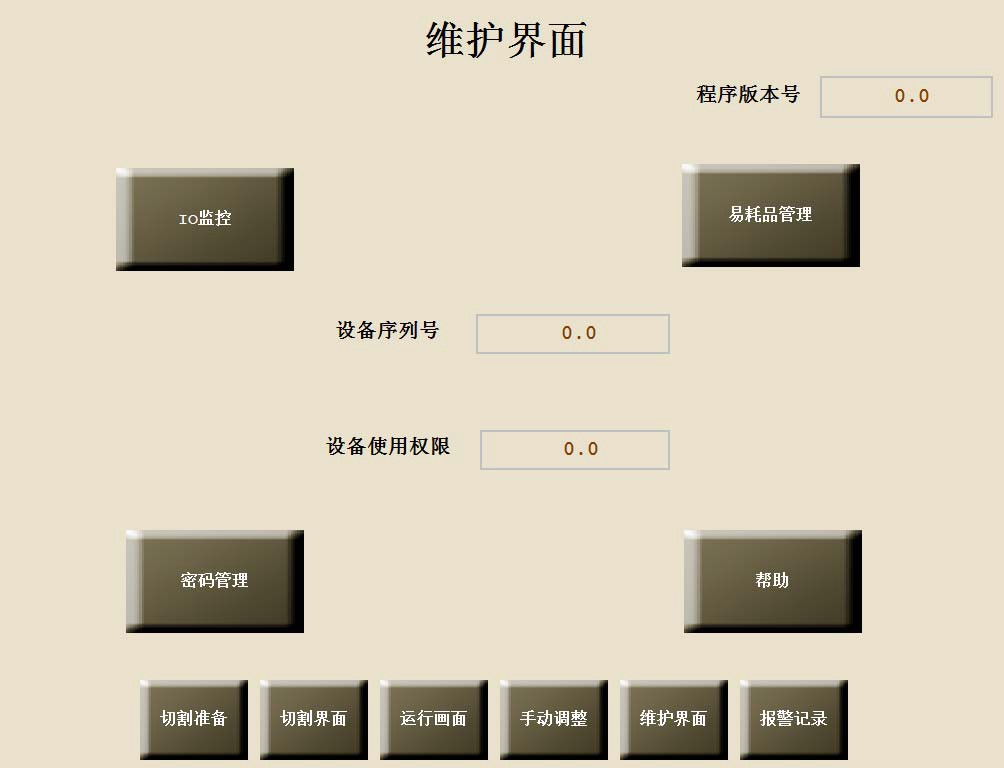 维护界面
程序版本号 0.0
IO监控 易耗品管理
设备序列号 0.0
设备使用权限 0.0
密码管理 帮助
切割准备 切割界面 运行画面 手动调整 维护界面 报警记录